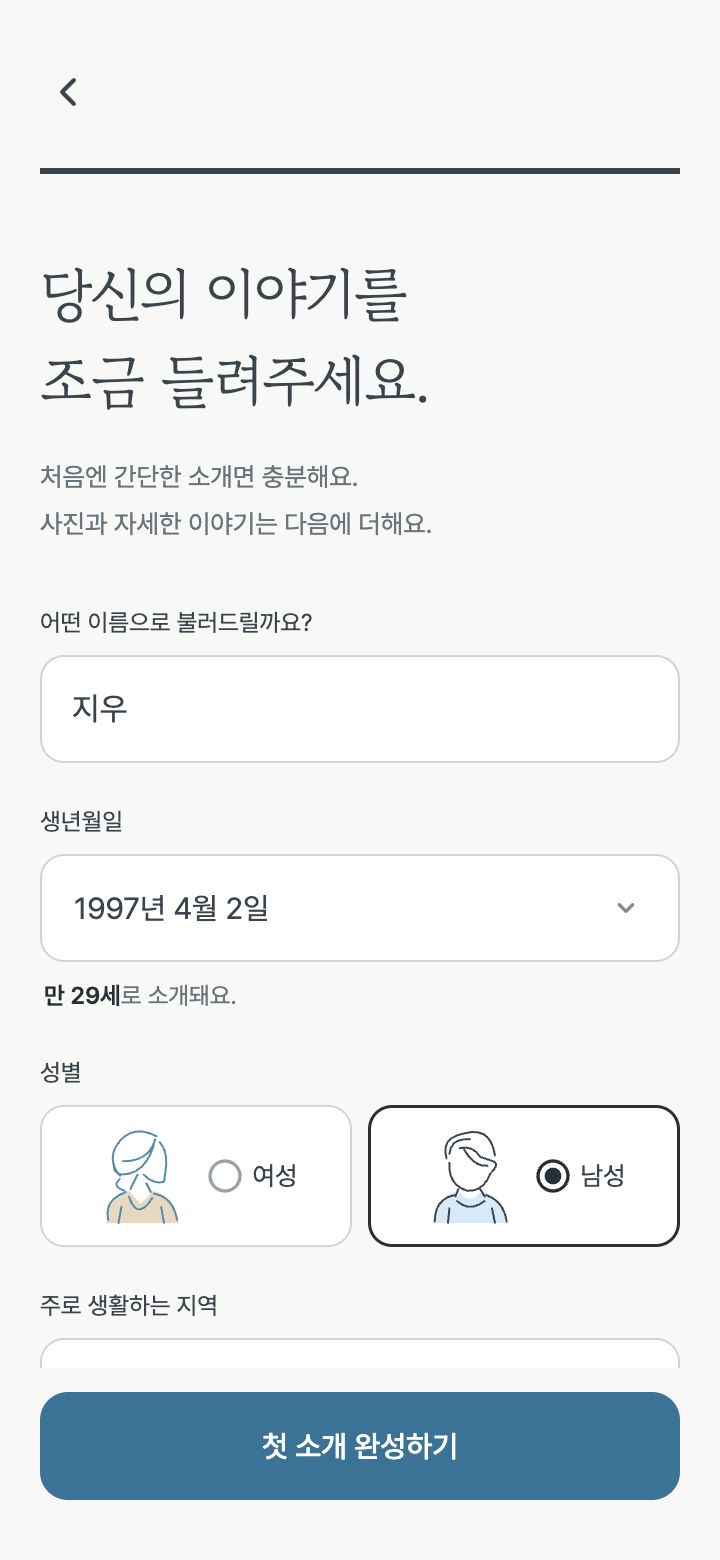 당신의 이야기를
조금 들려주세요.
처음엔 간단한 소개면 충분해요.
사진과 자세한 이야기는 다음에 더해요.
어떤 이름으로 불러드릴까요?
지우
생년월일
1997년 4월 2일
만 29세로 소개돼요.
성별
여성
남성
주로 생활하는 지역
첫 소개 완성하기